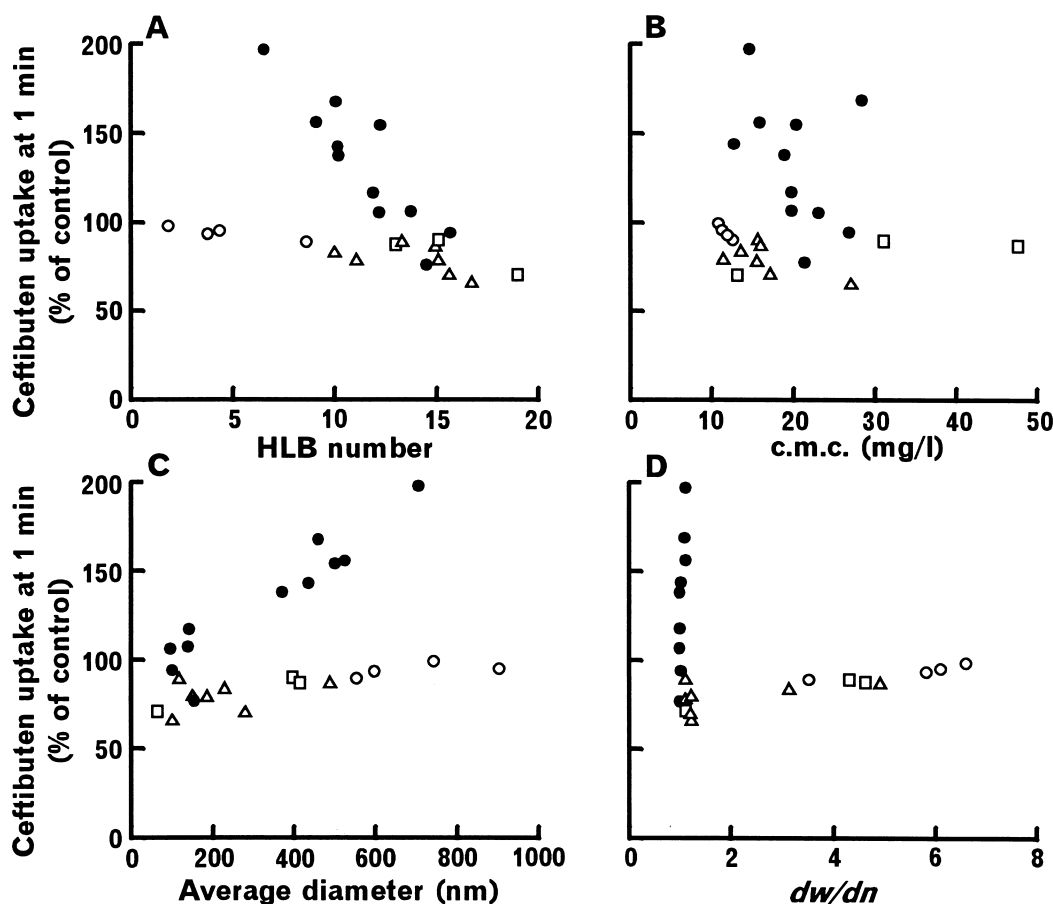 A
Ceftibuten uptake at 1 min
(% of control)
200
150
100
50
0
0 5 10 15 20
HLB number
B
0 10 20 30 40 50
c.m.c. (mg/l)
C
Ceftibuten uptake at 1 min
(% of control)
200
150
100
50
0
0 200 400 600 800 1000
Average diameter (nm)
D
0 2 4 6 8
dw/dn